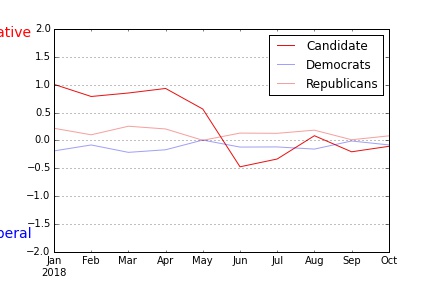 ative
peral
2.0
1.5
1.0
0.5
0.0
−0.5
−1.0
−1.5
−2.0
Candidate
Democrats
Republicans
Jan Feb Mar Apr May Jun Jul Aug Sep Oct
2018